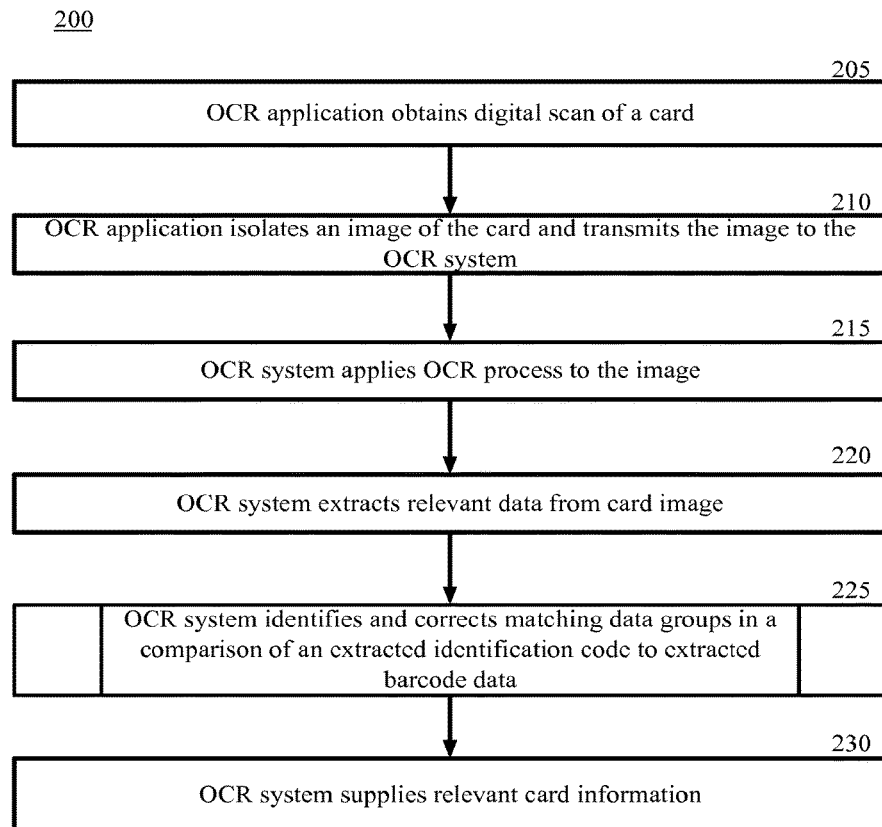 200
205
OCR application obtains digital scan of a card
210
OCR application isolates an image of the card and transmits the image to the
OCR system
215
OCR system applies OCR process to the image
220
OCR system extracts relevant data from card image
225
OCR system identifies and corrects matching data groups in a
comparison of an extracted identification code to extracted
barcode data
230
OCR system supplies relevant card information